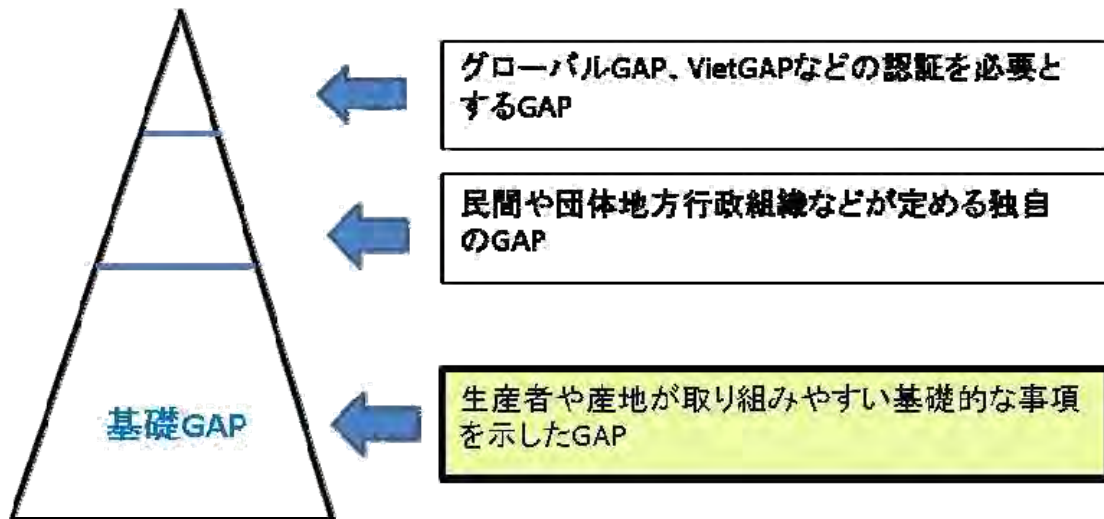 グローバルGAP、VietGAPなどの認証を必要と
するGAP
民間や団体地方行政組織などが定める独自
のGAP
基礎GAP
生産者や産地が取り組みやすい基礎的な事項
を示したGAP